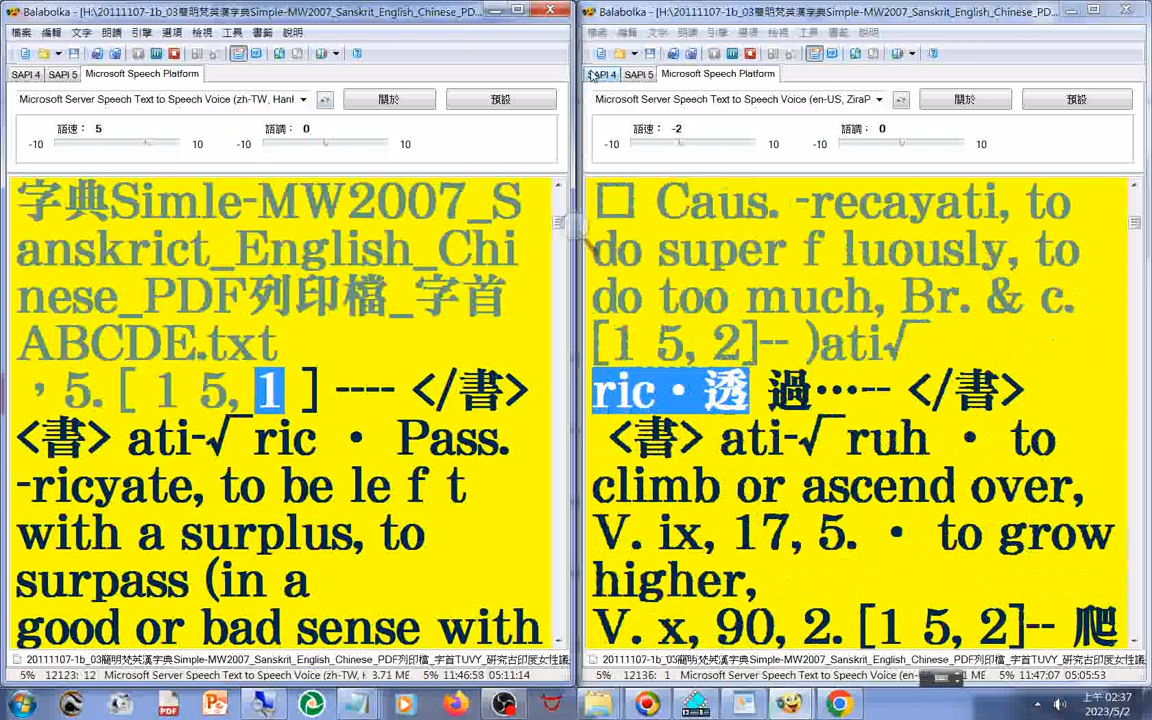 Balabolka - [H:\20111107-1b_03簡明梵英漢字典Simple-MW2007_Sanskrit_English_Chinese_PD...
檔案 編輯 文字 朗讀 引擎 選項 檢視 工具 書籤 說明
SAPI 4 SAPI 5 Microsoft Speech Platform
Microsoft Server Speech Text to Speech Voice (zh-TW, Hanl
關於 預設
語速： 5 語調： 0
-10 10 -10 10
字典Simle-MW2007_S
anskrict_English_Chi
nese_PDF列印檔_字首
ABCDE.txt
，5. [ 1 5, 1 ] ---- </書>
<書> ati-√ ric • Pass.
-ricyate, to be le f t
with a surplus, to
surpass (in a
good or bad sense with
20111107-1b_03簡明梵英漢字典Simple-MW2007_Sanskrit_English_Chinese_PDF列印檔_字首TUVY_研究古印度女性議
5% 12123: 12 Microsoft Server Speech Text to Speech Voice (zh-TW, H 3.71 ME 5% 11:46:58 05:11:14
Balabolka - [H:\20111107-1b_03簡明梵英漢字典Simple-MW2007_Sanskrit_English_Chinese_PD...
檔案 編輯 文字 朗讀 引擎 選項 檢視 工具 書籤 說明
SAPI 4 SAPI 5 Microsoft Speech Platform
Microsoft Server Speech Text to Speech Voice (en-US, ZiraP
關於 預設
語速： -2 語調： 0
-10 10 -10 10
□ Caus. -recayati, to
do super f luously, to
do too much, Br. & c.
[1 5, 2]-- )ati√
ric • 透 過…-- </書>
<書> ati-√ ruh • to
climb or ascend over,
V. ix, 17, 5. • to grow
higher,
V. x, 90, 2. [1 5, 2]-- 爬
20111107-1b_03簡明梵英漢字典Simple-MW2007_Sanskrit_English_Chinese_PDF列印檔_字首TUVY_研究古印度女性議
5% 12136: 1 Microsoft Server Speech Text to Speech Voice (en- 5% 11:47:07 05:05:53
上午 02:37
2023/5/2